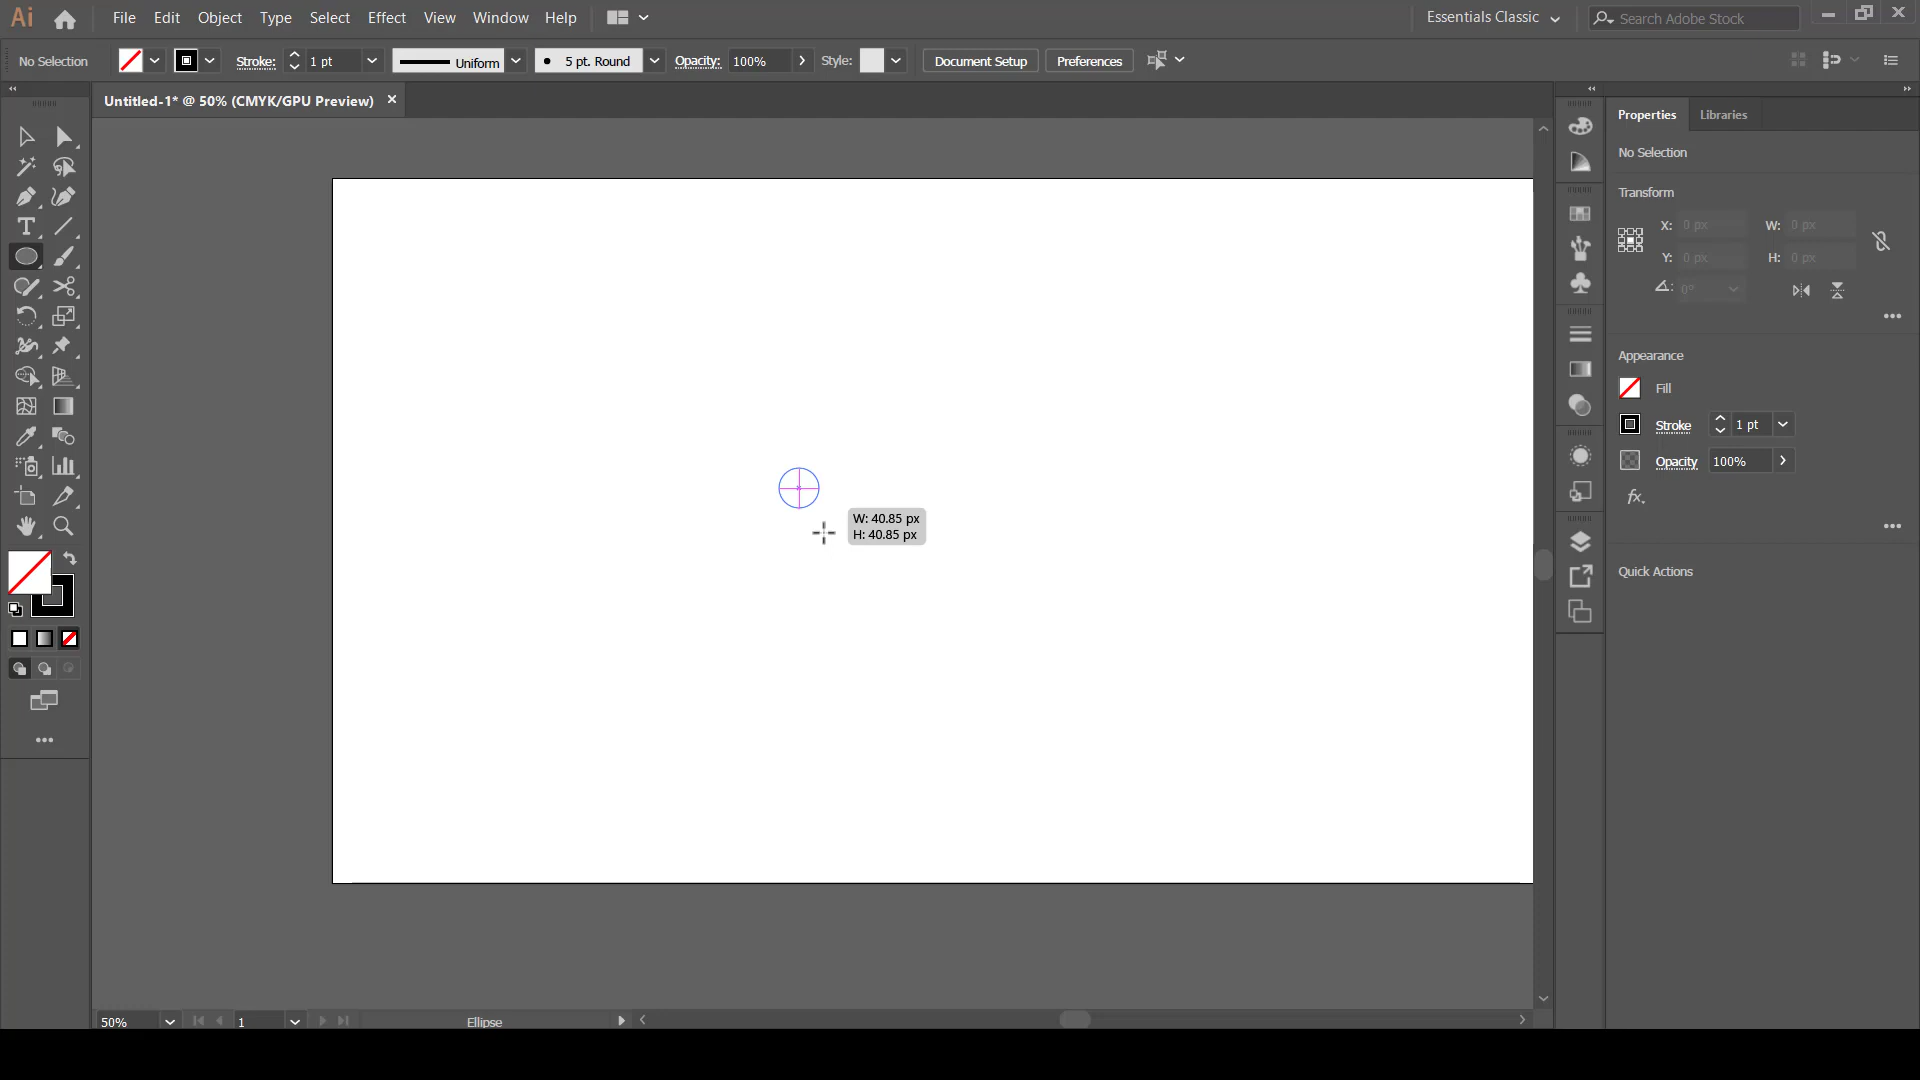 Ai File Edit Object Type Select Effect View Window Help Essentials Classic Search Adobe Stock
No Selection Stroke: 1 pt Uniform 5 pt. Round Opacity: 100% Style: Document Setup Preferences
Untitled-1* @ 50% (CMYK/GPU Preview)
Properties Libraries
No Selection
Transform
X: 0 px W: 0 px
Y: 0 px H: 0 px
0°
Appearance
Fill
Stroke 1 pt
Opacity 100%
fx.
Quick Actions
W: 40.85 px
H: 40.85 px
50% 1 Ellipse